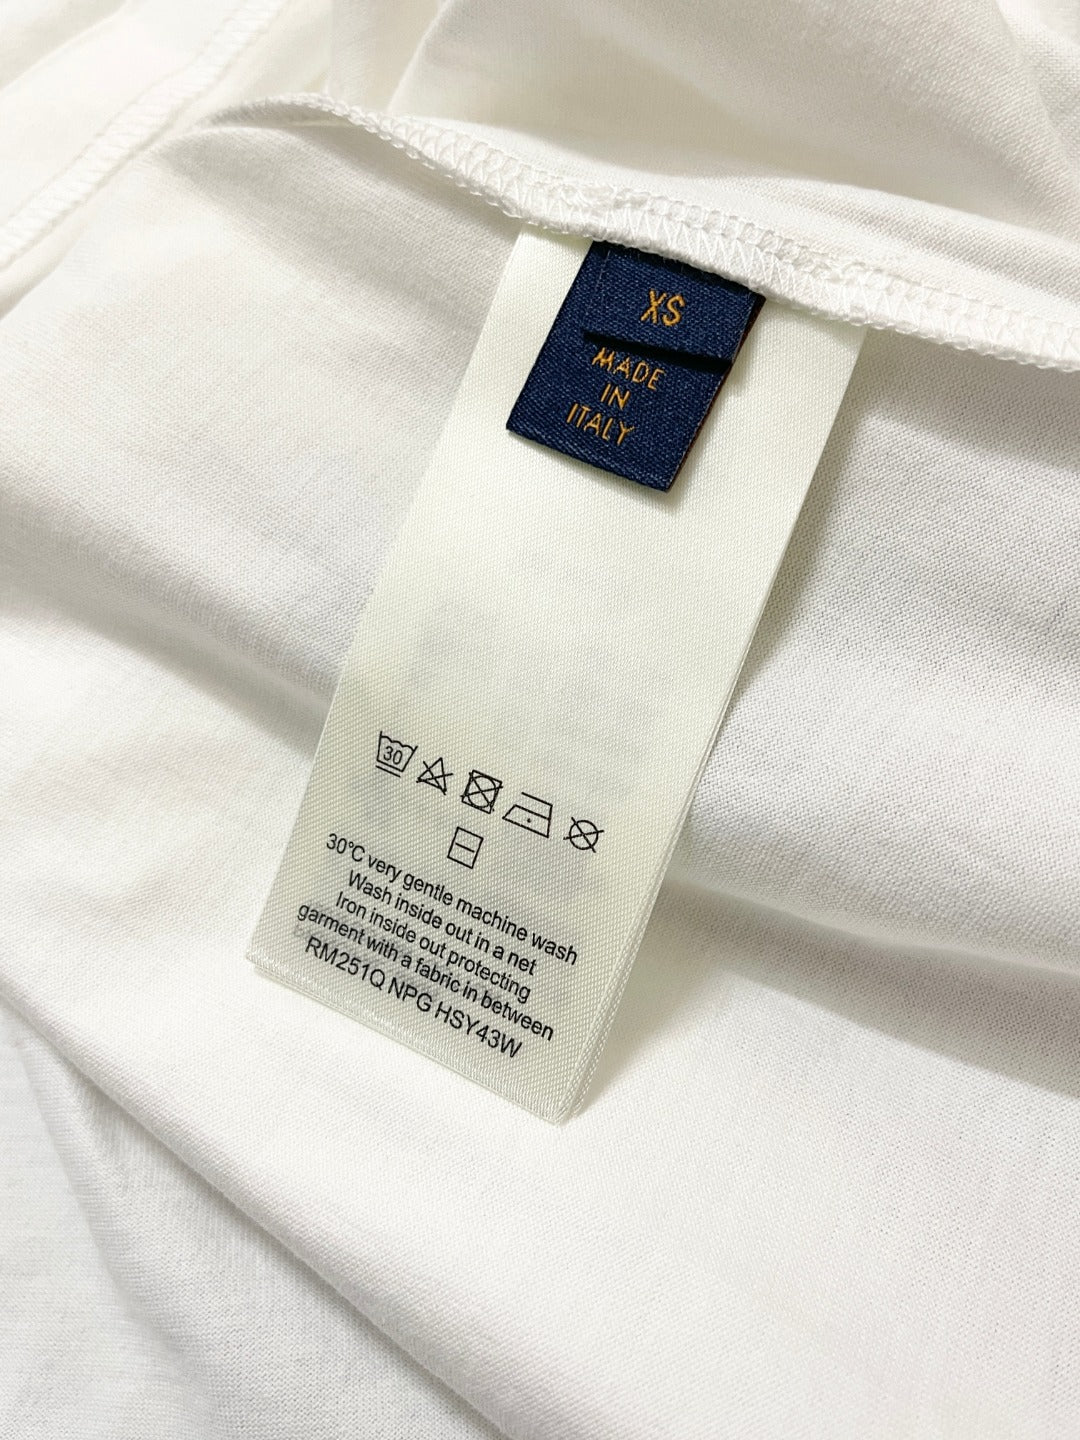 XS
MADE
IN
ITALY
30
30°C very gentle machine wash
Wash inside out in a net
Iron inside out protecting
garment with a fabric in between
RM251Q NPG HSY43W